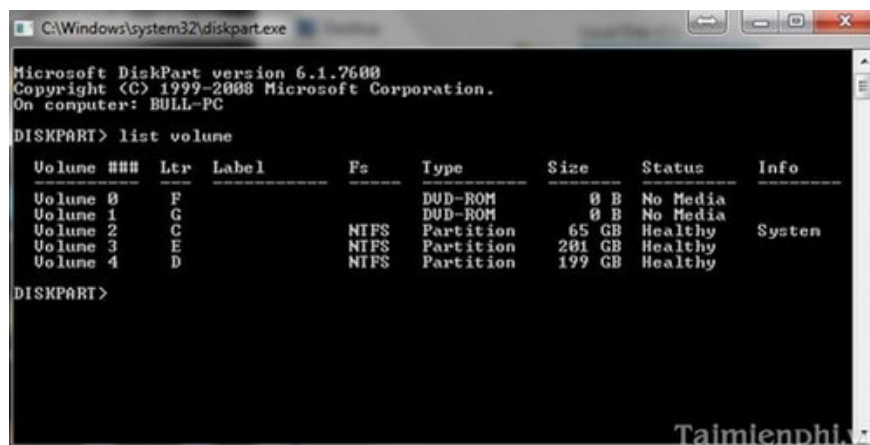 C:\Windows\system32\diskpart.exe
Microsoft DiskPart version 6.1.7600
Copyright (C) 1999-2008 Microsoft Corporation.
On computer: BULL-PC
DISKPART> list volume
Volume ### Ltr Label Fs Type Size Status Info
---------- --- ----------- ----- ---------- ------- --------- --------
Volume 0 F DVD-ROM 0 B No Media
Volume 1 G DVD-ROM 0 B No Media
Volume 2 C NTFS Partition 65 GB Healthy System
Volume 3 E NTFS Partition 201 GB Healthy
Volume 4 D NTFS Partition 199 GB Healthy
DISKPART>
Taimienphi.v